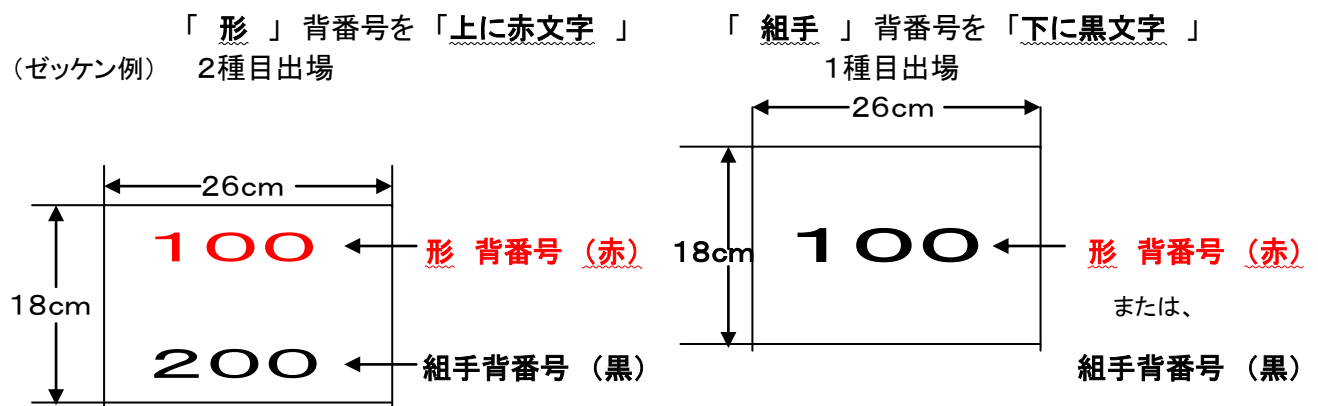 「 形 」 背番号を 「上に赤文字 」 「 組手 」 背番号を 「下に黒文字 」
（ゼッケン例） ２種目出場 １種目出場
26cm
26cm
100 形 背番号 （赤） 18cm 100 形 背番号 （赤）
18cm または、
200 組手背番号 （黒） 組手背番号 （黒）